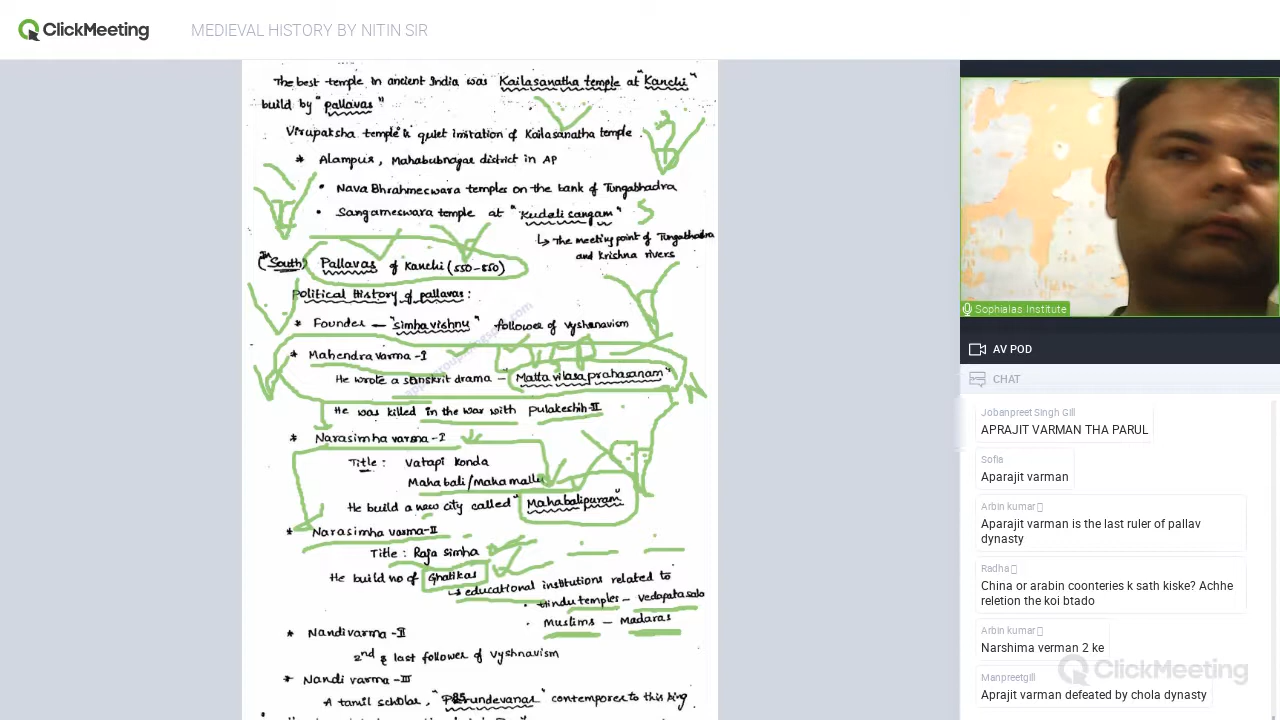 ClickMeeting
MEDIEVAL HISTORY BY NITIN SIR
The best temple in ancient India was Kailasanatha temple at "Kanchi"
build by "pallavas"
Virupaksha temple is quiet imitation of Kailasanatha temple.
* Alampur, Mahabubnagar district in AP
• Nava Bhrahmeswara temples on the bank of Tungabhadra
• Sangameswara temple at "Kudali sangam"
↳ The meeting point of Tungabhadra
and krishna rivers
(In South) Pallavas of Kanchi (550-850)
Political History of pallavas:
* Founder — "simhavishnu" follower of vyshnavism
* Mahendra varma-I
He wrote a sanskrit drama — "Matta vilasa prahasanam"
He was killed in the war with pulakeshin-II
* Narasimha varma-I
Title: Vatapi konda
Mahabali/Mahamalla
He build a new city called "Mahabalipuram"
* Narasimha varma-II
Title: Raja simha
He build no of Ghatikas
↳ educational institutions related to
• Hindu temples — vedapatasala
• Muslims — Madaras
* Nandivarma-II
2nd & last follower of vyshnavism
* Nandi varma-III
A tamil scholar, contempores to this king
85
Sophialas Institute
AV POD
CHAT
Jobanpreet Singh Gill
APRAJIT VARMAN THA PARUL
Sofia
Aparajit varman
Arbin kumar
Aparajit varman is the last ruler of pallav
dynasty
Radha
China or arabin coonteries k sath kiske? Achie
reletion the koi btado
Arbin kumar
Narshima verman 2 ke
Manpreetgill
Aprajit varman defeated by chola dynasty
ClickMeeting